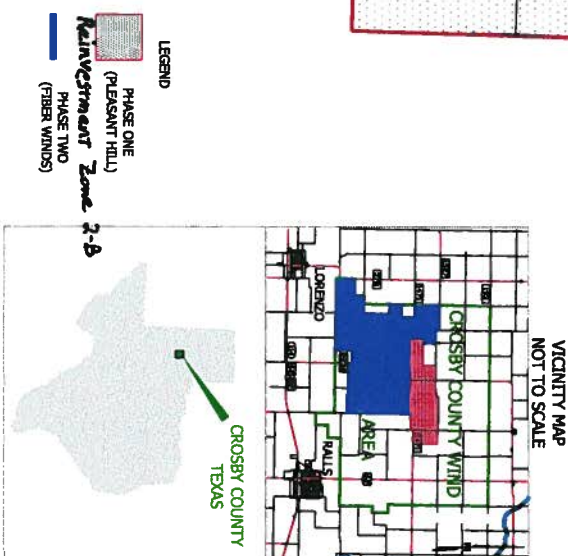 VICINITY MAP
NOT TO SCALE
CROSBY COUNTY WIND
AREA
LORENZO
RALLS
CROSBY COUNTY
TEXAS
LEGEND
PHASE ONE
(PLEASANT HILL)
Reinvestment Zone 2-B
PHASE TWO
(FIBER WINDS)